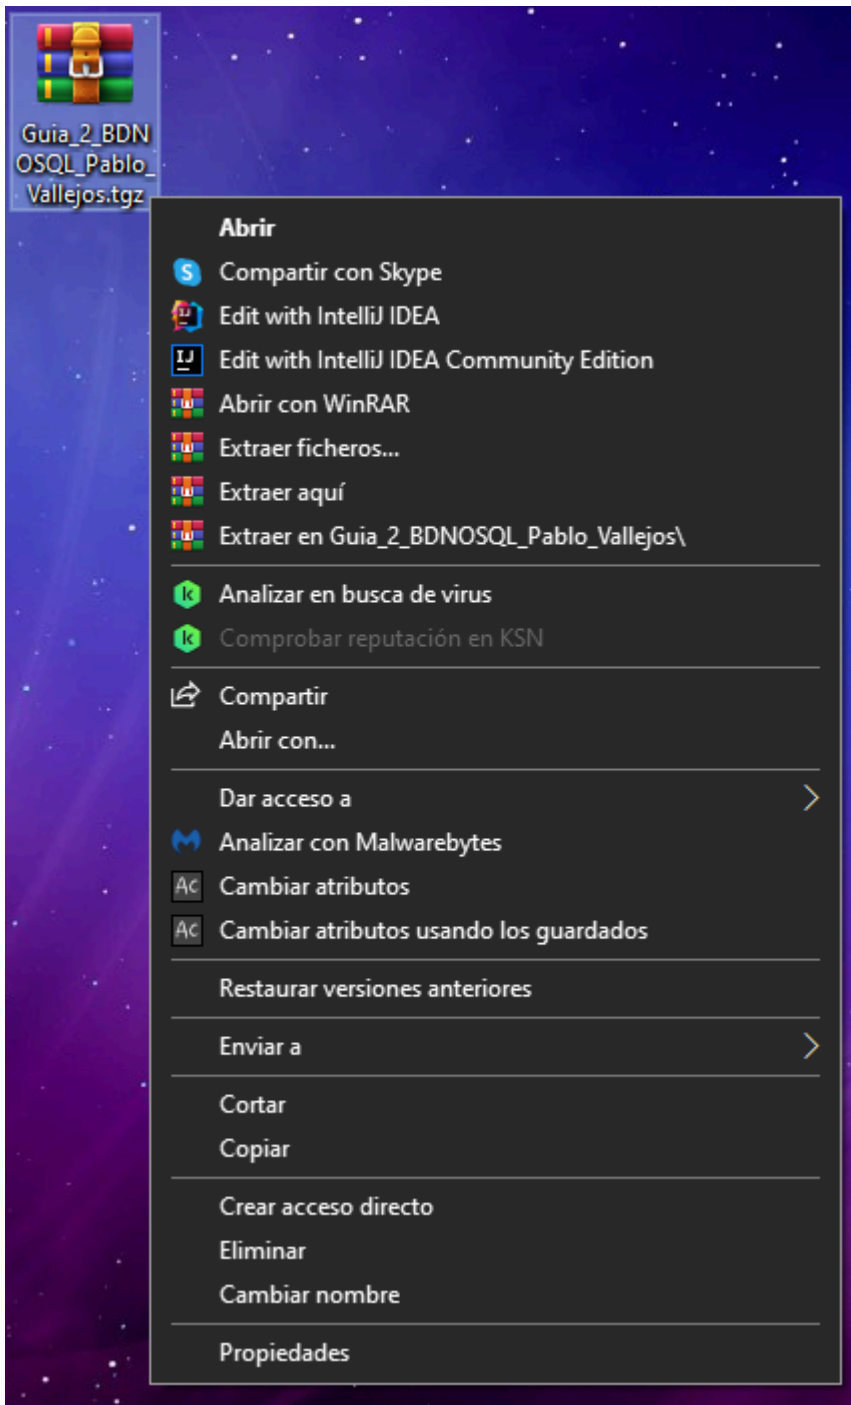 Guia_2_BDN
OSQL_Pablo_
Vallejos.tgz
Abrir
Compartir con Skype
Edit with IntelliJ IDEA
Edit with IntelliJ IDEA Community Edition
Abrir con WinRAR
Extraer ficheros...
Extraer aquí
Extraer en Guia_2_BDNOSQL_Pablo_Vallejos\
Analizar en busca de virus
Comprobar reputación en KSN
Compartir
Abrir con...
Dar acceso a
Analizar con Malwarebytes
Cambiar atributos
Cambiar atributos usando los guardados
Restaurar versiones anteriores
Enviar a
Cortar
Copiar
Crear acceso directo
Eliminar
Cambiar nombre
Propiedades